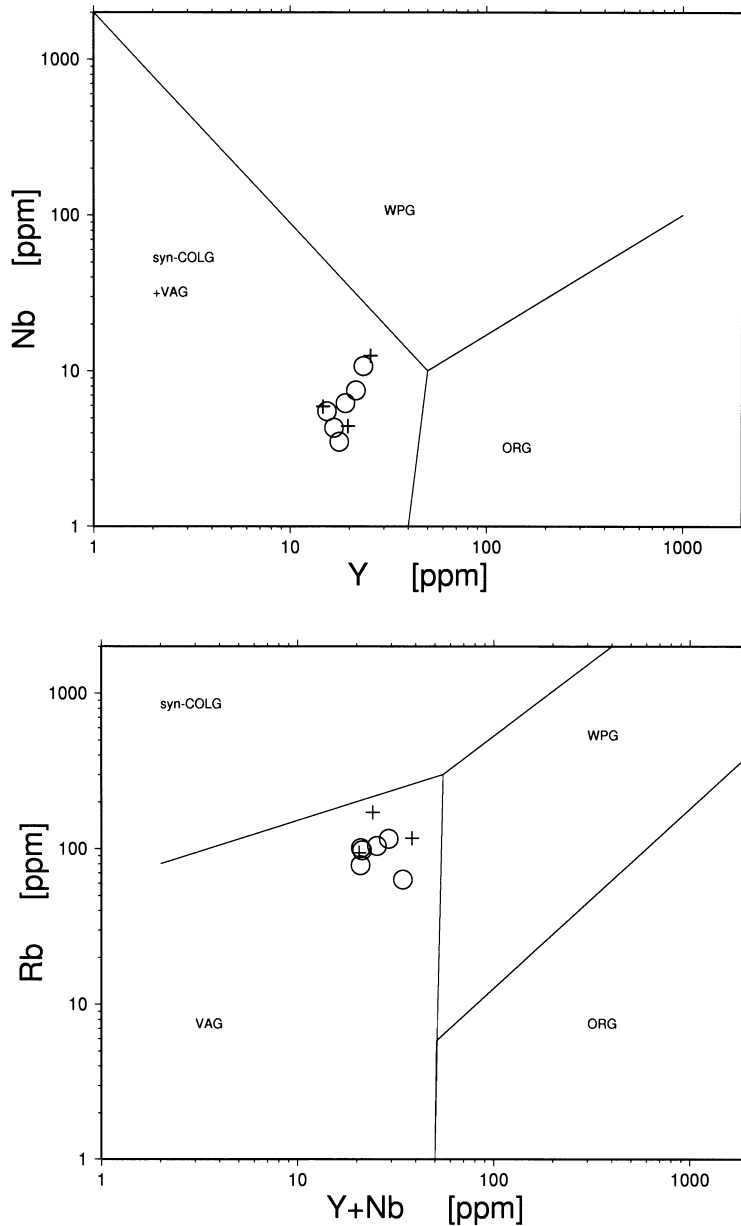 1000
100
10
1
Nb [ppm]
WPG
syn-COLG
+VAG
ORG
1 10 100 1000
Y [ppm]
1000
100
10
1
Rb [ppm]
syn-COLG
WPG
VAG
ORG
1 10 100 1000
Y+Nb [ppm]